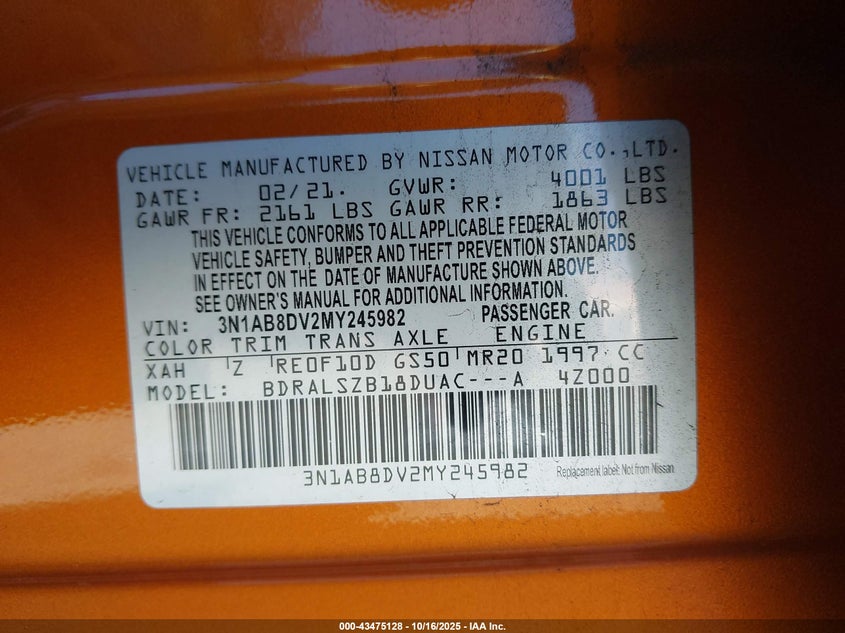 VEHICLE MANUFACTURED BY NISSAN MOTOR CO.,LTD.
DATE: 02/21. GVWR: 4001 LBS
GAWR FR: 2161 LBS GAWR RR: 1863 LBS
THIS VEHICLE CONFORMS TO ALL APPLICABLE FEDERAL MOTOR
VEHICLE SAFETY, BUMPER AND THEFT PREVENTION STANDARDS
IN EFFECT ON THE DATE OF MANUFACTURE SHOWN ABOVE.
SEE OWNER'S MANUAL FOR ADDITIONAL INFORMATION.
VIN: 3N1AB8DV2MY245982 PASSENGER CAR.
COLOR TRIM TRANS AXLE ENGINE
XAH Z RE0F10D GS50 MR20 1997 CC
MODEL: BDRALSZB18DUAC---A 4Z000
3N1AB8DV2MY245982 Replacement label: Not from Nissan
000-43475128 - 10/16/2025 - IAA Inc.